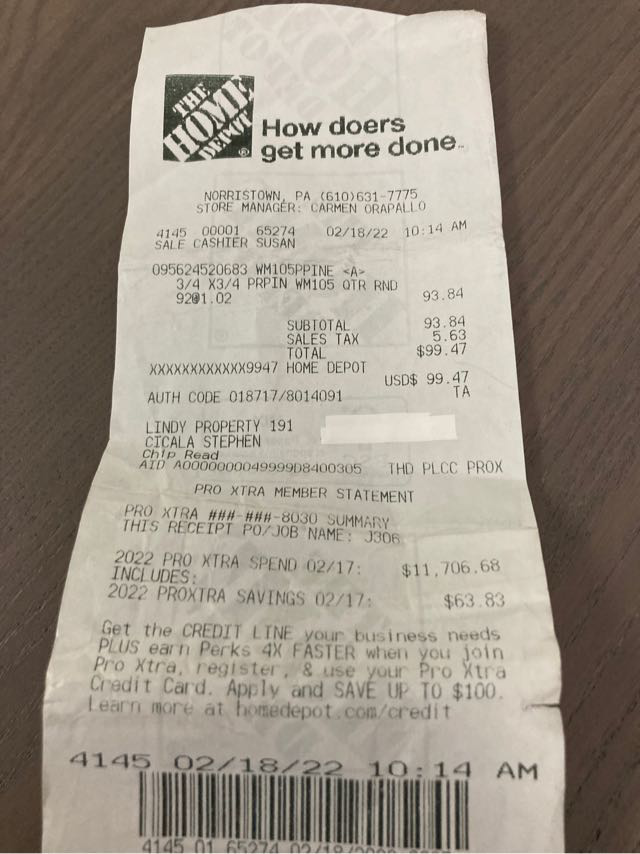 THE
HOME
DEPOT
How doers
get more done™
NORRISTOWN, PA (610)631-7775
STORE MANAGER: CARMEN ORAPALLO
4145 00001 65274 02/18/22 10:14 AM
SALE CASHIER SUSAN
095624520683 WM105PPINE <A>
3/4 X3/4 PRPIN WM105 QTR RND
92@1.02 93.84
SUBTOTAL 93.84
SALES TAX 5.63
TOTAL $99.47
XXXXXXXXXXXX9947 HOME DEPOT
USD$ 99.47
AUTH CODE 018717/8014091 TA
LINDY PROPERTY 191
CICALA STEPHEN
Chip Read
AID A0000000049999D8400305 THD PLCC PROX
PRO XTRA MEMBER STATEMENT
PRO XTRA ###-###-8030 SUMMARY
THIS RECEIPT PO/JOB NAME: J306
2022 PRO XTRA SPEND 02/17: $11,706.68
INCLUDES:
2022 PROXTRA SAVINGS 02/17: $63.83
Get the CREDIT LINE your business needs
PLUS earn Perks 4X FASTER when you join
Pro Xtra, register, & use your Pro Xtra
Credit Card. Apply and SAVE UP TO $100.
Learn more at homedepot.com/credit
4145 02/18/22 10:14 AM
4145 01 65274